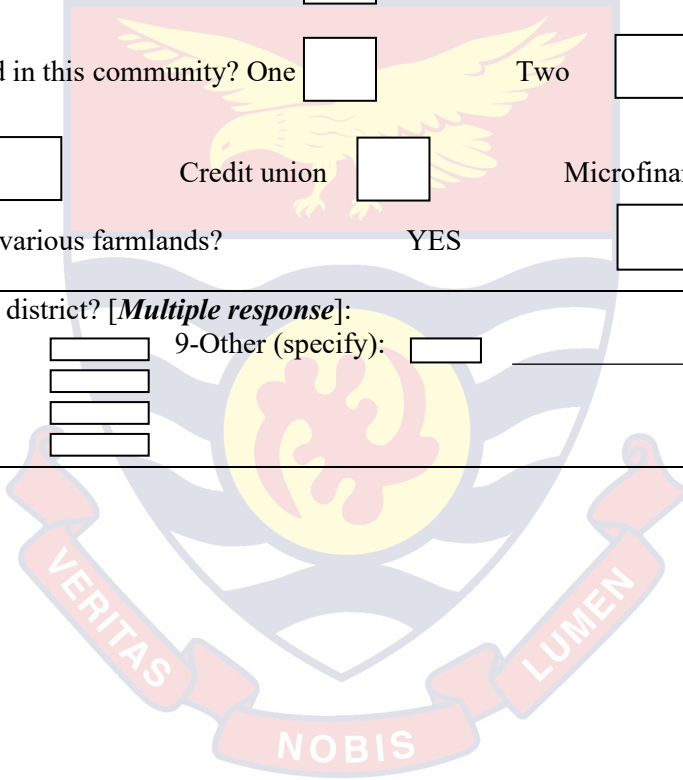 in this community? One Two
Credit union
various farmlands? YES
district? [Multiple response]:
9-Other (specify):
VERITAS
NOBIS
LUMEN